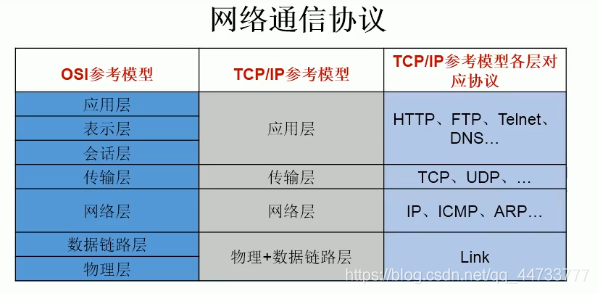 网络通信协议
OSI参考模型
TCP/IP参考模型
TCP/IP参考模型各层对
应协议
应用层
表示层
会话层
应用层
HTTP、FTP、Telnet、
DNS...
传输层
传输层
TCP、UDP、...
网络层
网络层
IP、ICMP、ARP...
数据链路层
物理层
物理+数据链路层
Link
https://blog.csdn.net/qq_44733777